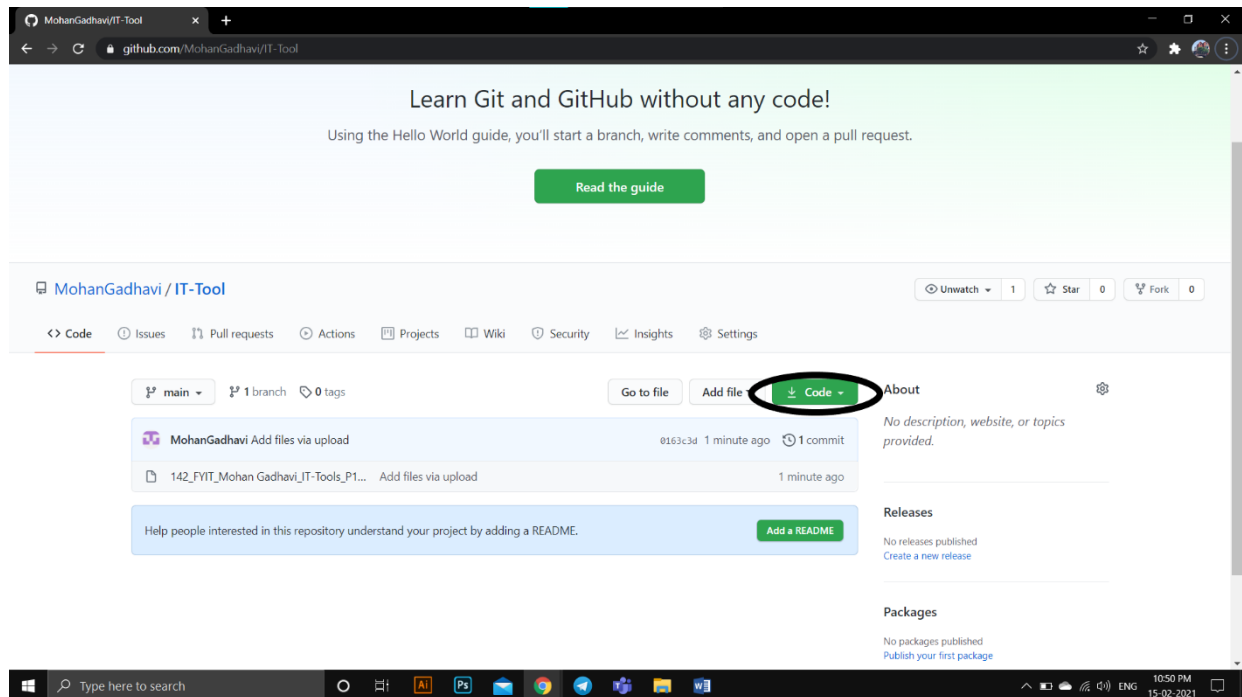 MohanGadhavi/IT-Tool
github.com/MohanGadhavi/IT-Tool
Learn Git and GitHub without any code!
Using the Hello World guide, you'll start a branch, write comments, and open a pull request.
Read the guide
MohanGadhavi / IT-Tool
Unwatch 1 Star 0 Fork 0
<> Code Issues Pull requests Actions Projects Wiki Security Insights Settings
main 1 branch 0 tags Go to file Add file Code
About
No description, website, or topics
provided.
MohanGadhavi Add files via upload 0163c3d 1 minute ago 1 commit
142_FYIT_Mohan Gadhavi_IT-Tools_P1... Add files via upload 1 minute ago
Help people interested in this repository understand your project by adding a README. Add a README
Releases
No releases published
Create a new release
Packages
No packages published
Publish your first package
Type here to search
Ai Ps
ENG
10:50 PM
15-02-2021